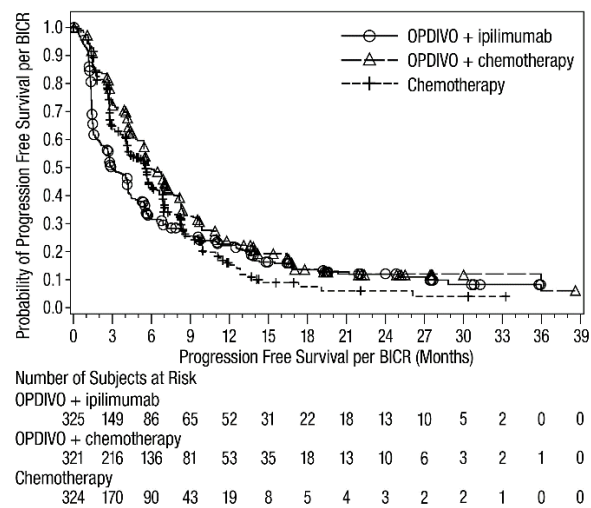 Probability of Progression Free Survival per BICR
1.0
0.9
0.8
0.7
0.6
0.5
0.4
0.3
0.2
0.1
0.0
OPDIVO + ipilimumab
OPDIVO + chemotherapy
Chemotherapy
0 3 6 9 12 15 18 21 24 27 30 33 36 39
Progression Free Survival per BICR (Months)
Number of Subjects at Risk
OPDIVO + ipilimumab
325 149 86 65 52 31 22 18 13 10 5 2 0 0
OPDIVO + chemotherapy
321 216 136 81 53 35 18 13 10 6 3 2 1 0
Chemotherapy
324 170 90 43 19 8 5 4 3 2 2 1 0 0